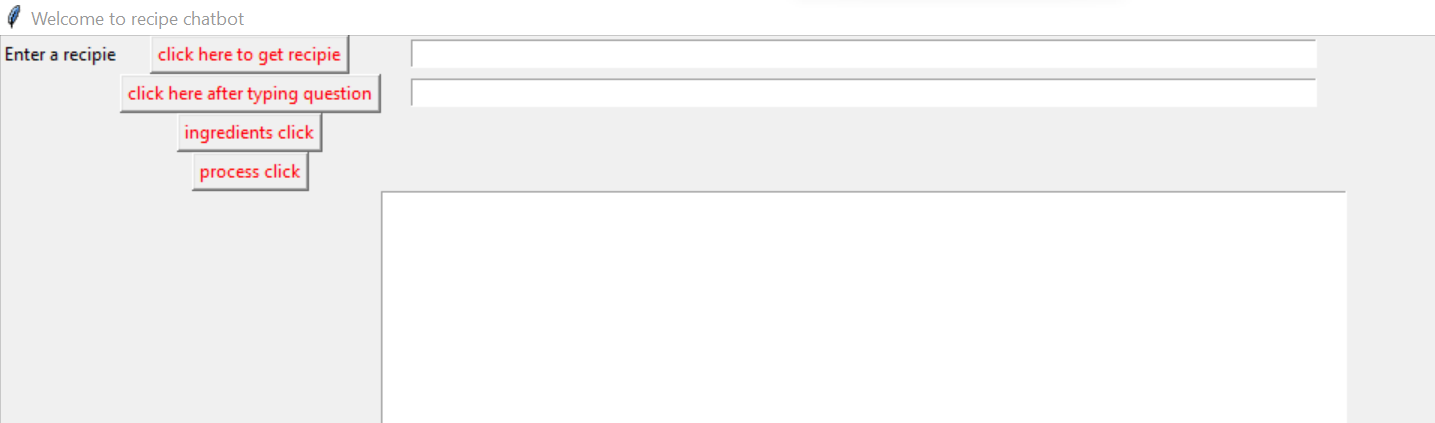 Welcome to recipe chatbot
Enter a recipie click here to get recipie
click here after typing question
ingredients click
process click